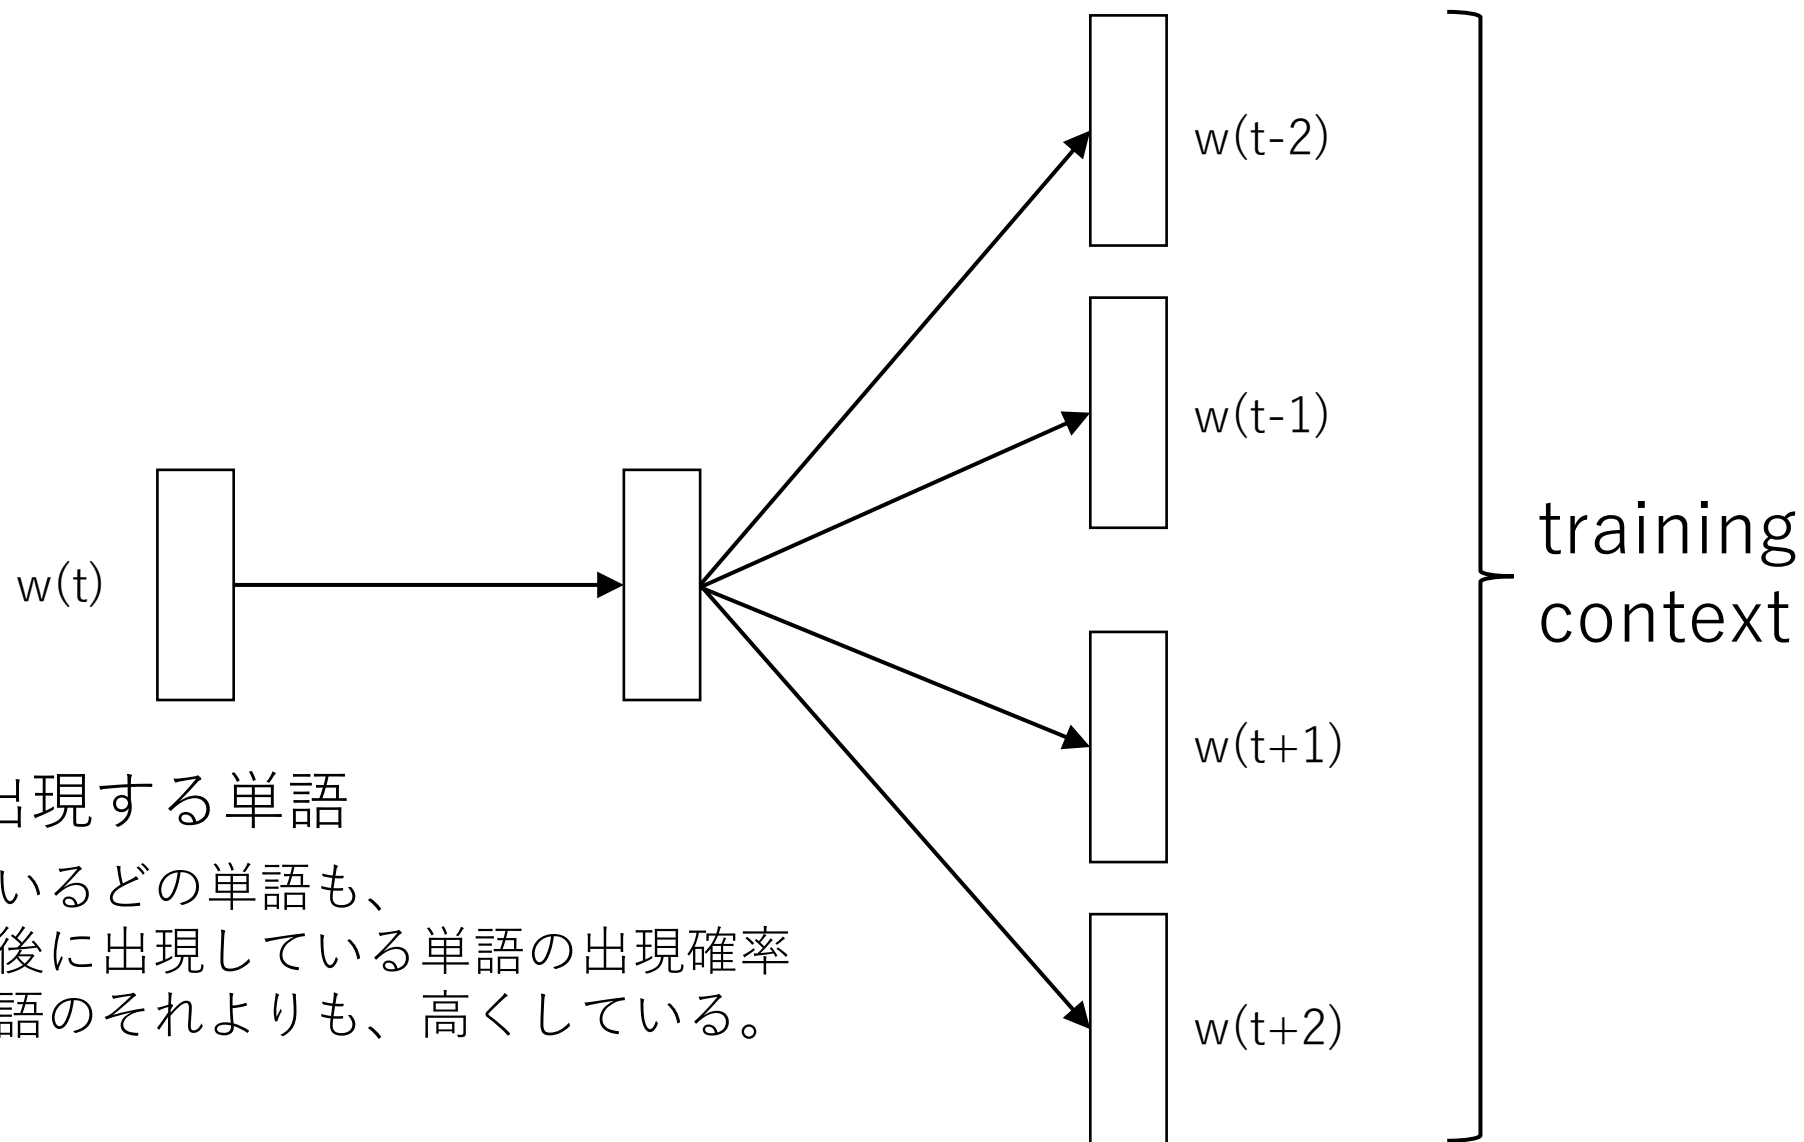 w(t-2)
w(t-1)
w(t)
training
context
w(t+1)
出現する単語
いるどの単語も、
後に出現している単語の出現確率
語のそれよりも、高くしている。
w(t+2)